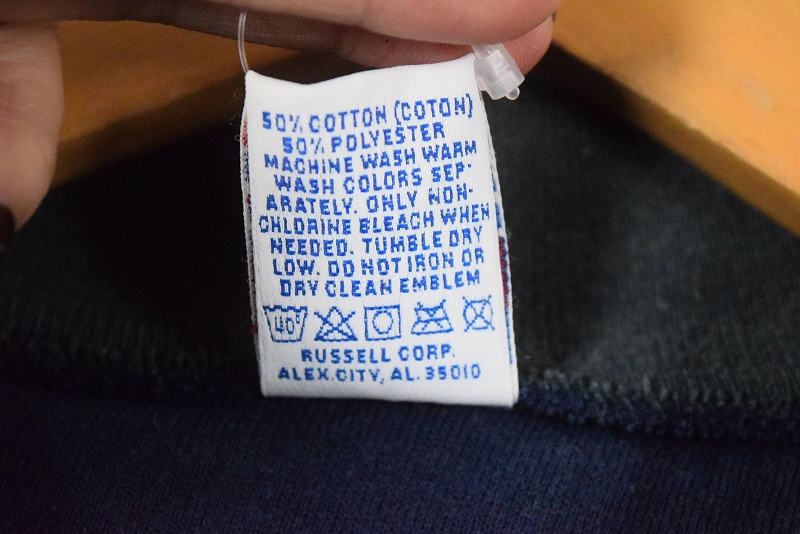 50% COTTON (COTON)
50% POLYESTER
MACHINE WASH WARM
WASH COLORS SEP-
ARATELY. ONLY NON-
CHLORINE BLEACH WHEN
NEEDED. TUMBLE DRY
LOW. DO NOT IRON OR
DRY CLEAN EMBLEM
40°
RUSSELL CORP.
ALEX.CITY, AL. 35010